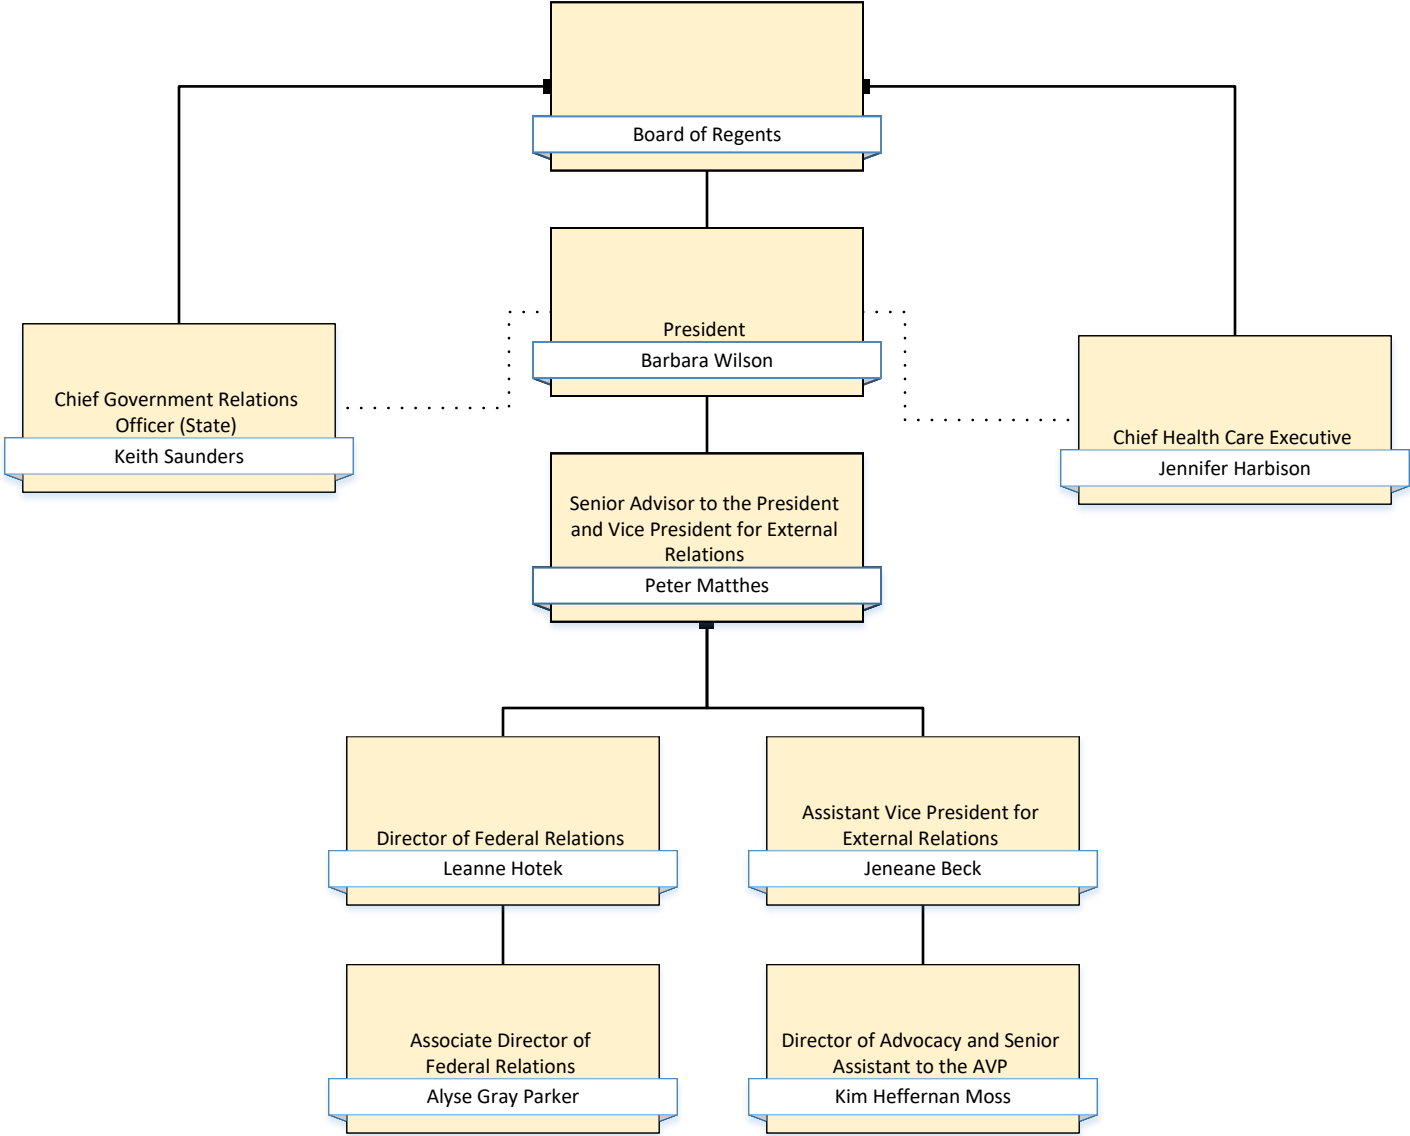 Board of Regents
President
Barbara Wilson
Chief Government Relations
Officer (State)
Keith Saunders
Chief Health Care Executive
Jennifer Harbison
Senior Advisor to the President
and Vice President for External
Relations
Peter Matthes
Director of Federal Relations
Leanne Hotek
Assistant Vice President for
External Relations
Jeneane Beck
Associate Director of
Federal Relations
Alyse Gray Parker
Director of Advocacy and Senior
Assistant to the AVP
Kim Heffernan Moss